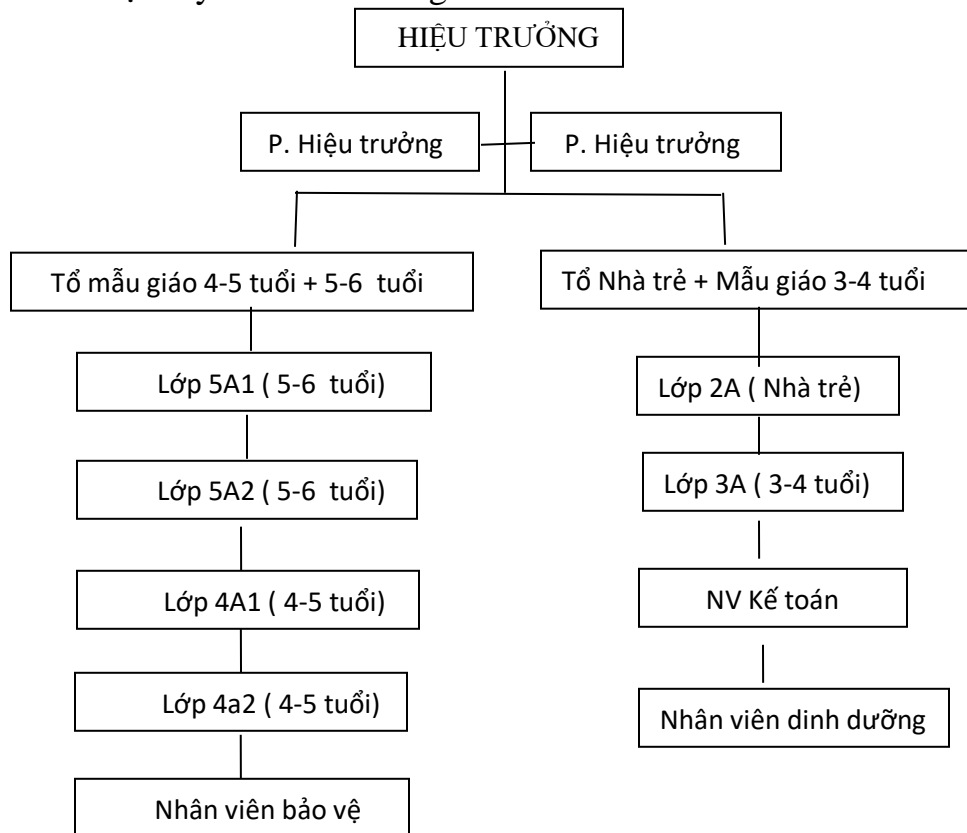 HIỆU TRƯỞNG
P. Hiệu trưởng
P. Hiệu trưởng
Tổ mẫu giáo 4-5 tuổi + 5-6 tuổi
Tổ Nhà trẻ + Mẫu giáo 3-4 tuổi
Lớp 5A1 ( 5-6 tuổi)
Lớp 2A ( Nhà trẻ)
Lớp 5A2 ( 5-6 tuổi)
Lớp 3A ( 3-4 tuổi)
Lớp 4A1 ( 4-5 tuổi)
NV Kế toán
Lớp 4a2 ( 4-5 tuổi)
Nhân viên dinh dưỡng
Nhân viên bảo vệ